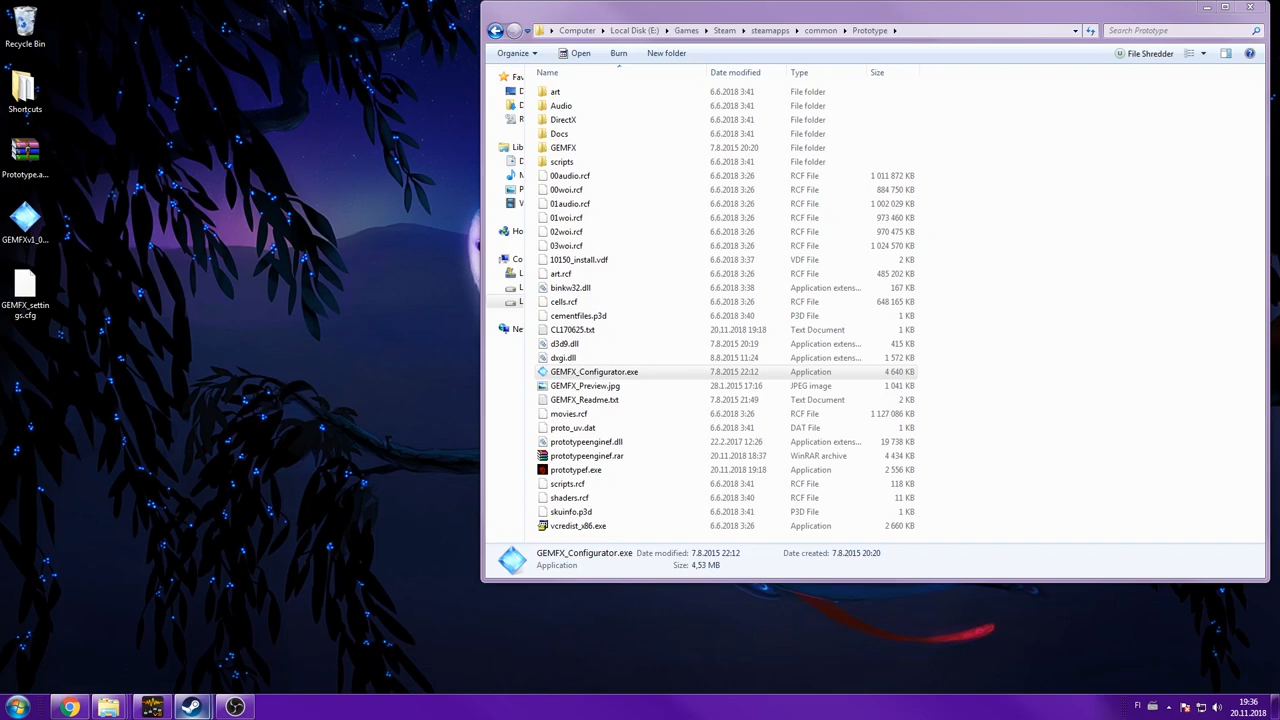 Recycle Bin
Shortcuts
Prototype.a...
GEMFXv1_0...
GEMFX_settin
gs.cfg
Computer Local Disk (E:) Games Steam steamapps common Prototype
Search Prototype
Organize Open Burn New folder File Shredder
Name Date modified Type Size
Fav
D
D
R
Lib
D
M
P
V
Ho
Co
L
L
L
Ne
art 6.6.2018 3:41 File folder
Audio 6.6.2018 3:41 File folder
DirectX 6.6.2018 3:41 File folder
Docs 6.6.2018 3:41 File folder
GEMFX 7.8.2015 20:20 File folder
scripts 6.6.2018 3:41 File folder
00audio.rcf 6.6.2018 3:26 RCF File 1 011 872 KB
00woi.rcf 6.6.2018 3:26 RCF File 884 750 KB
01audio.rcf 6.6.2018 3:26 RCF File 1 002 029 KB
01woi.rcf 6.6.2018 3:26 RCF File 973 460 KB
02woi.rcf 6.6.2018 3:26 RCF File 970 475 KB
03woi.rcf 6.6.2018 3:26 RCF File 1 024 570 KB
10150_install.vdf 6.6.2018 3:37 VDF File 2 KB
art.rcf 6.6.2018 3:26 RCF File 485 202 KB
binkw32.dll 6.6.2018 3:38 Application extens... 167 KB
cells.rcf 6.6.2018 3:26 RCF File 648 165 KB
cementfiles.p3d 6.6.2018 3:40 P3D File 1 KB
CL170625.txt 20.11.2018 19:18 Text Document 1 KB
d3d9.dll 7.8.2015 20:19 Application extens... 415 KB
dxgi.dll 8.8.2015 11:24 Application extens... 1 572 KB
GEMFX_Configurator.exe 7.8.2015 22:12 Application 4 640 KB
GEMFX_Preview.jpg 28.1.2015 17:16 JPEG image 1 041 KB
GEMFX_Readme.txt 7.8.2015 21:49 Text Document 2 KB
movies.rcf 6.6.2018 3:26 RCF File 1 127 086 KB
proto_uv.dat 6.6.2018 3:41 DAT File 1 KB
prototypeenginef.dll 22.2.2017 12:26 Application extens... 19 738 KB
prototypeenginef.rar 20.11.2018 18:37 WinRAR archive 4 434 KB
prototypef.exe 20.11.2018 19:18 Application 2 556 KB
scripts.rcf 6.6.2018 3:41 RCF File 118 KB
shaders.rcf 6.6.2018 3:40 RCF File 11 KB
skuinfo.p3d 6.6.2018 3:41 P3D File 1 KB
vcredist_x86.exe 6.6.2018 3:26 Application 2 660 KB
GEMFX_Configurator.exe Date modified: 7.8.2015 22:12 Date created: 7.8.2015 20:20
Application Size: 4,53 MB
FI
19:36
20.11.2018